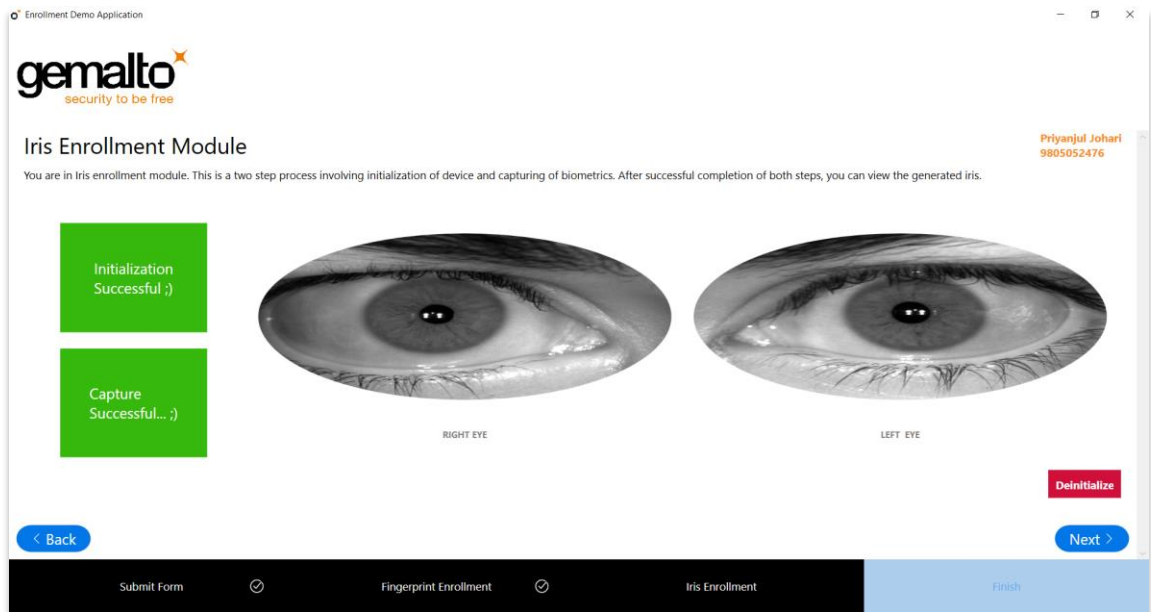 Enrollment Demo Application
gemalto
security to be free
Iris Enrollment Module
Priyanjul Johari
9805052476
You are in Iris enrollment module. This is a two step process involving initialization of device and capturing of biometrics. After successful completion of both steps, you can view the generated iris.
Initialization
Successful ;)
Capture
Successful... ;)
RIGHT EYE
LEFT EYE
Deinitialize
< Back
Next >
Submit Form
Fingerprint Enrollment
Iris Enrollment
Finish